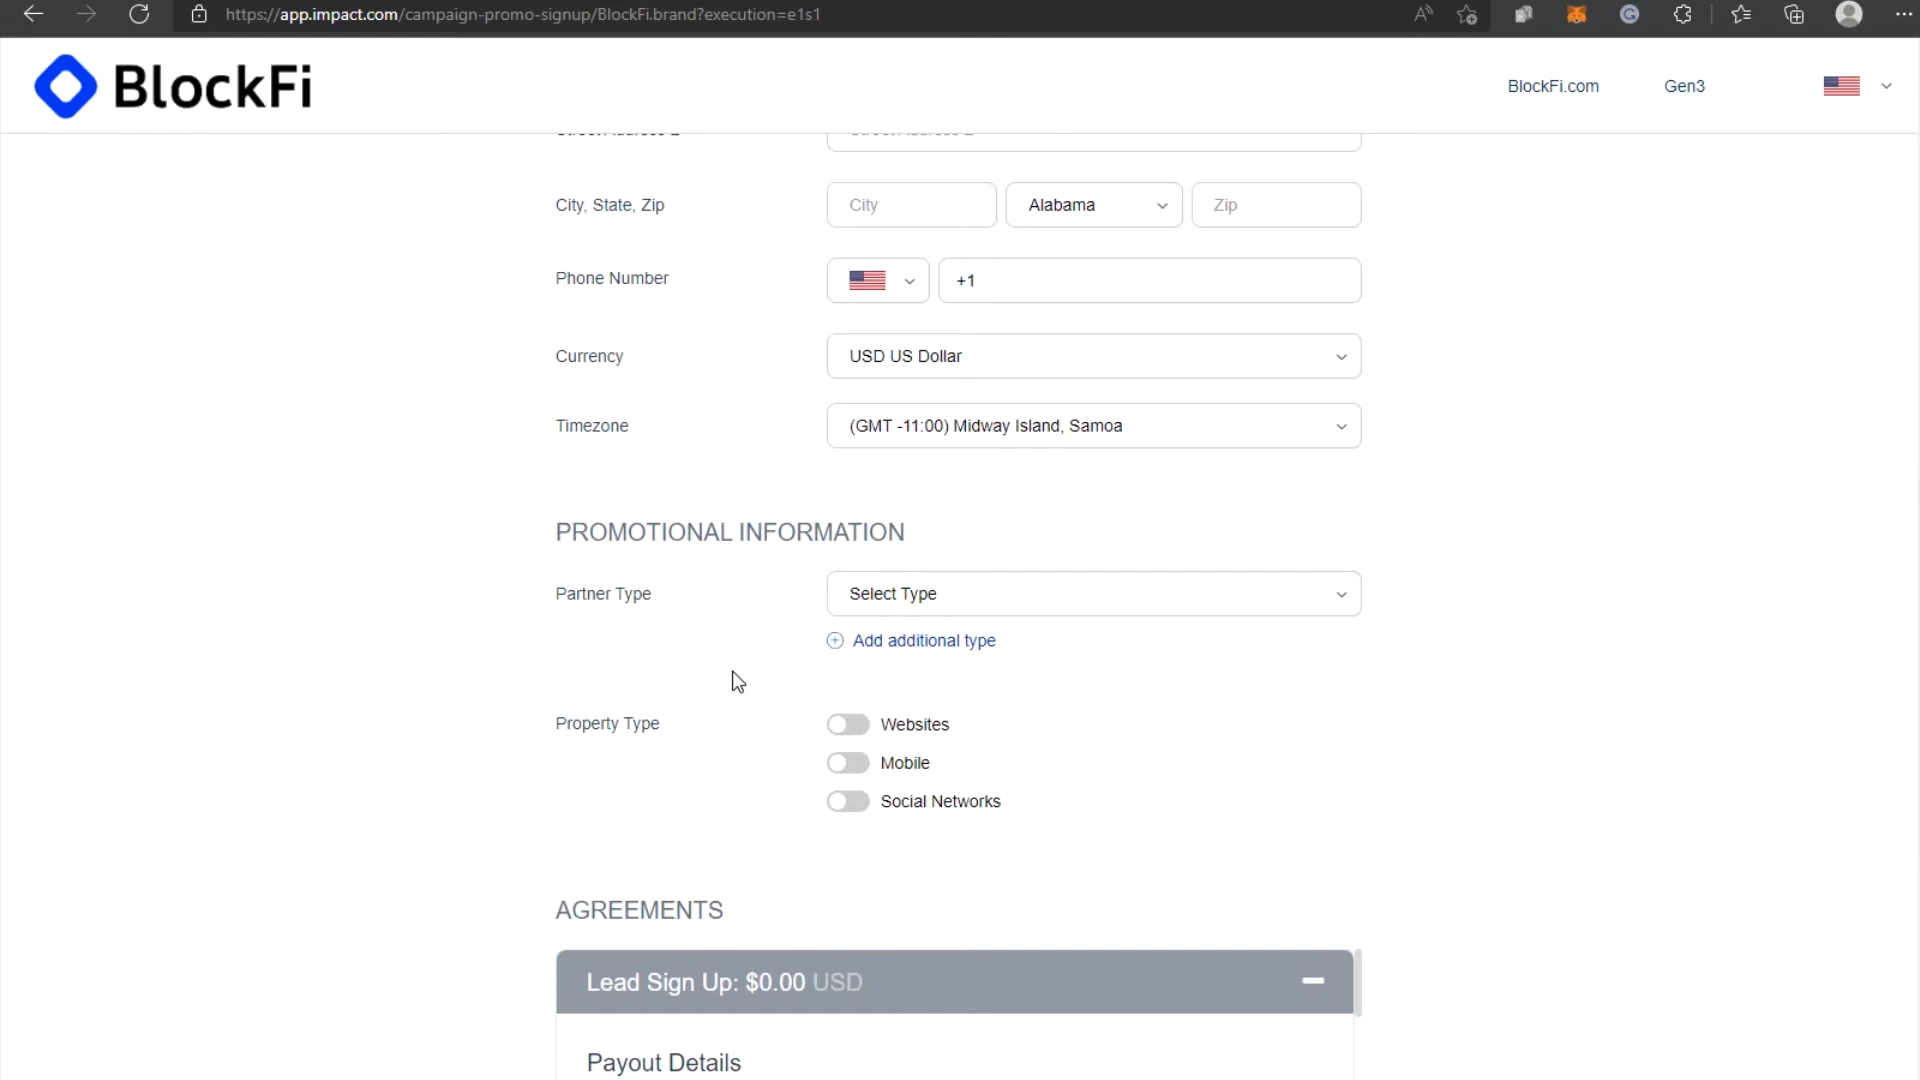 https://app.impact.com/campaign-promo-signup/BlockFi.brand?execution=e1s1
BlockFi
BlockFi.com
Gen3
City, State, Zip
City
Alabama
Zip
Phone Number
+1
Currency
USD US Dollar
Timezone
(GMT -11:00) Midway Island, Samoa
PROMOTIONAL INFORMATION
Partner Type
Select Type
Add additional type
Property Type
Websites
Mobile
Social Networks
AGREEMENTS
Lead Sign Up: $0.00 USD
Payout Details